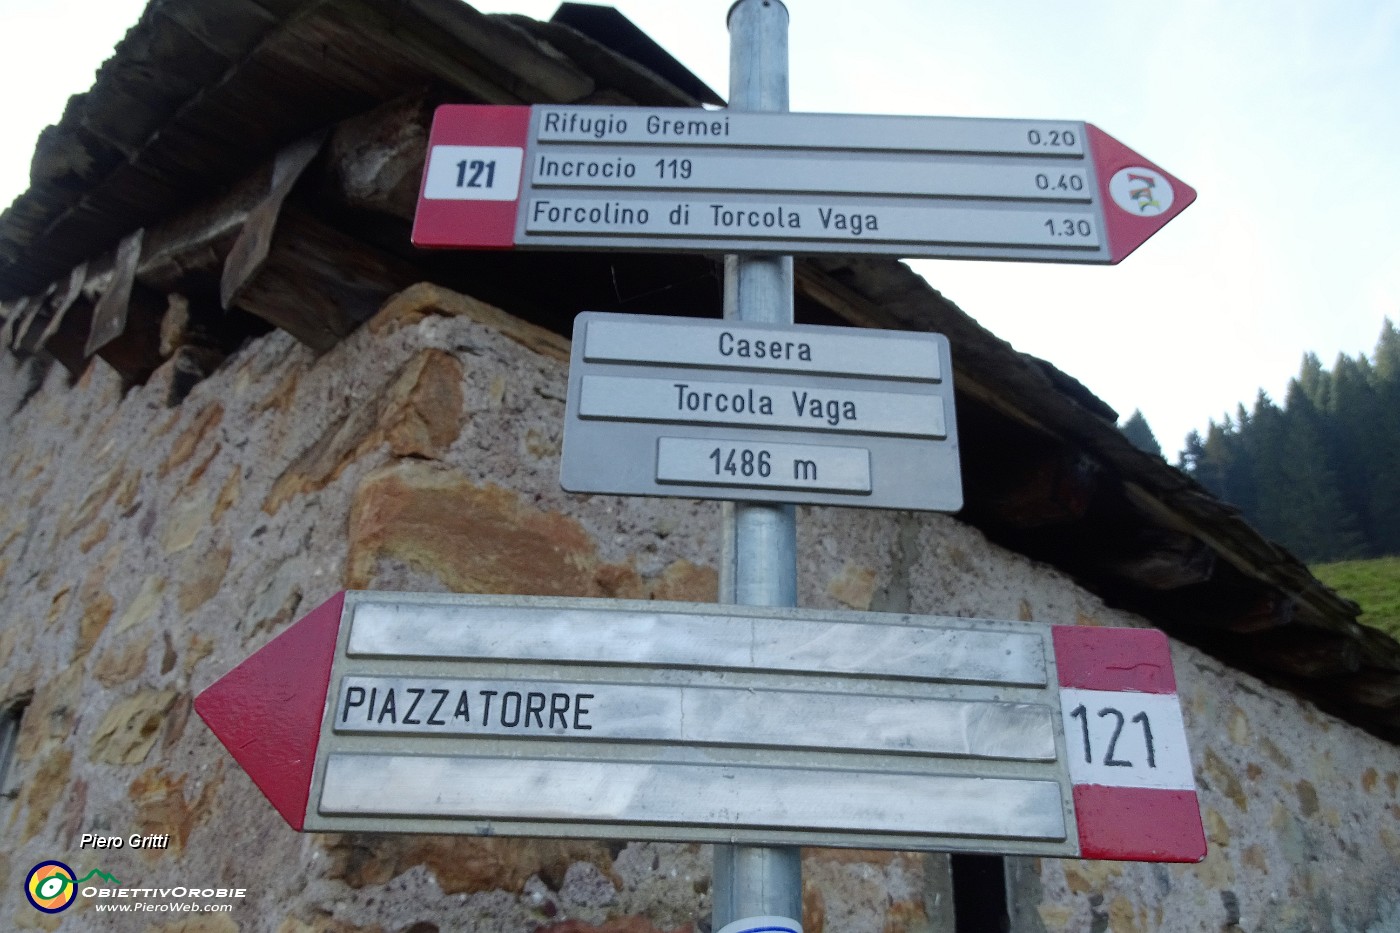 121
Rifugio Gremei 0.20
Incrocio 119 0.40
Forcolino di Torcola Vaga 1.30
Casera
Torcola Vaga
1486 m
PIAZZATORRE
121
Piero Gritti
OBIETTIVOROBIE
www.PieroWeb.com